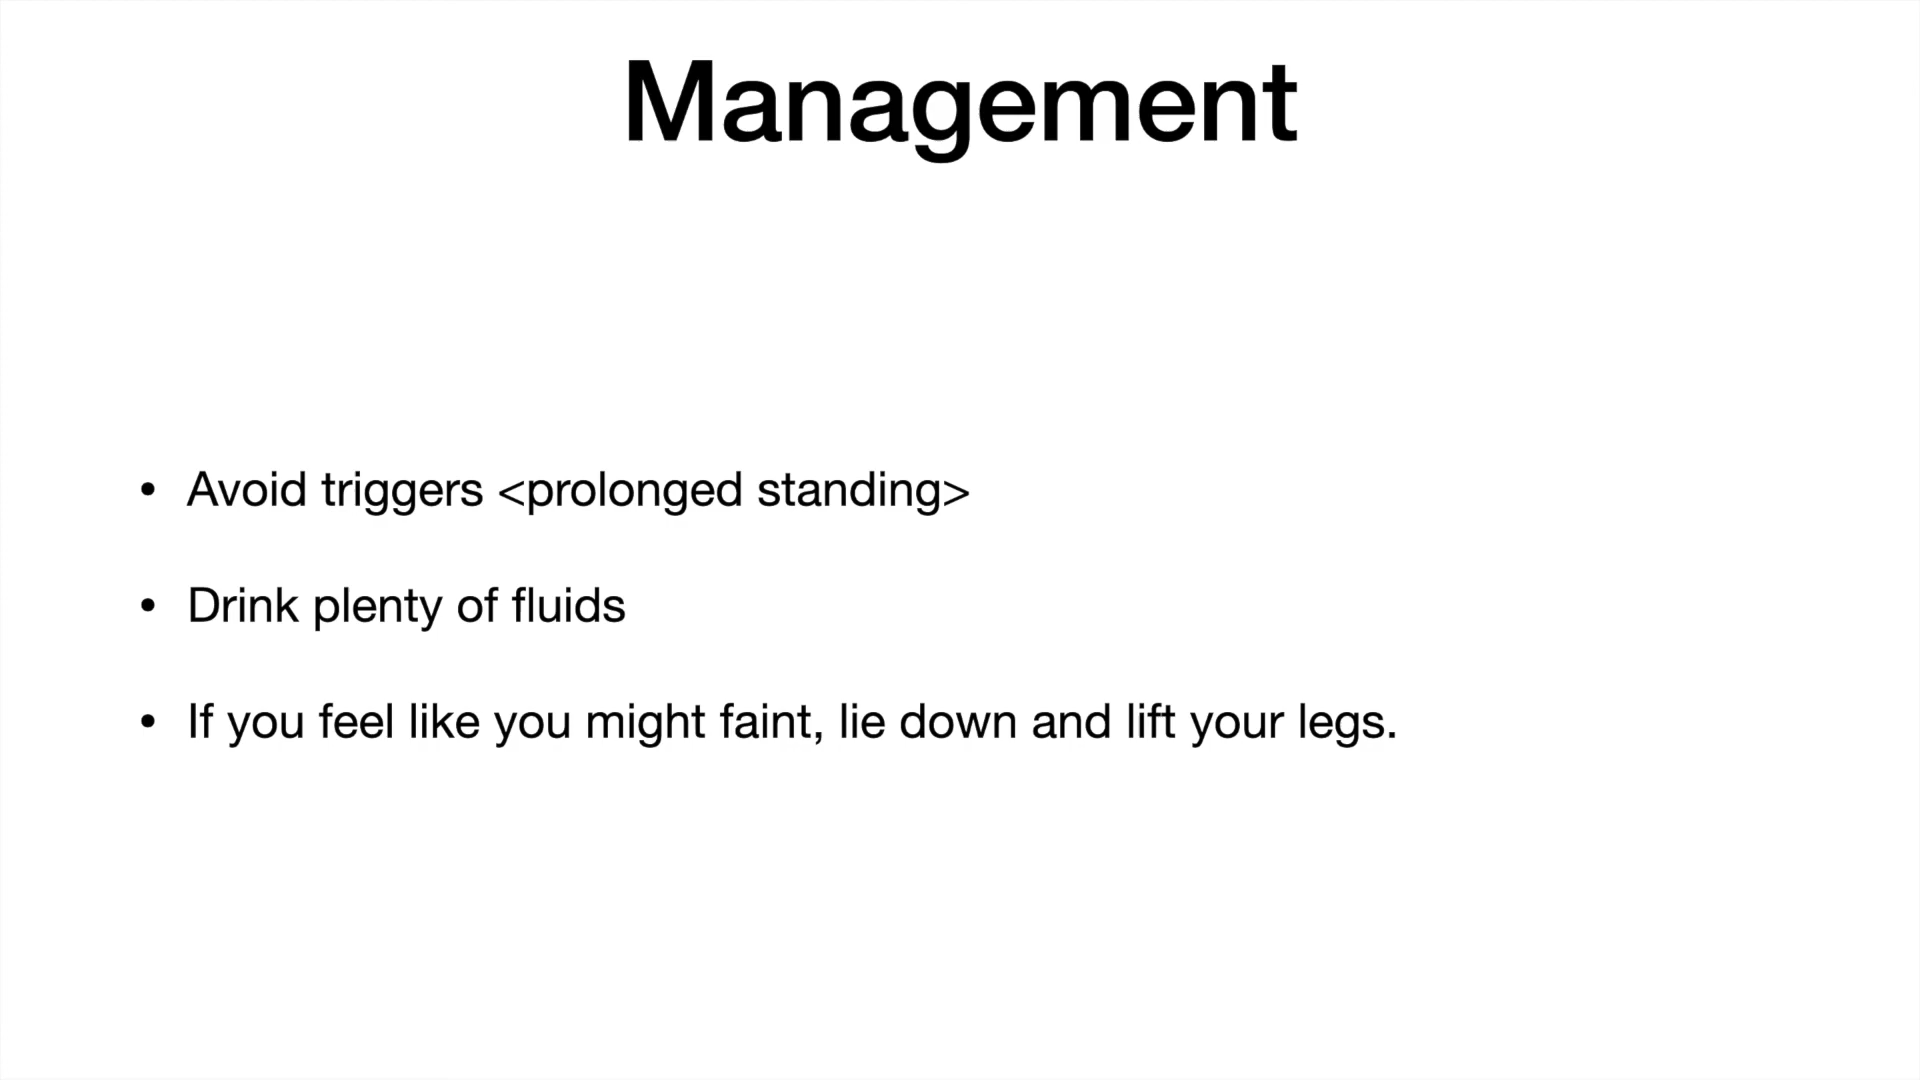 Management
• Avoid triggers <prolonged standing>
• Drink plenty of fluids
• If you feel like you might faint, lie down and lift your legs.